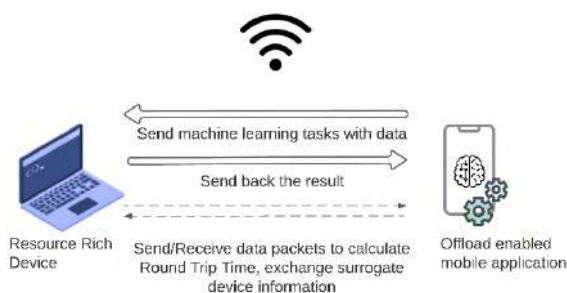 Send machine learning tasks with data
Send back the result
Resource Rich
Device
Send/Receive data packets to calculate
Round Trip Time, exchange surrogate
device information
Offload enabled
mobile application